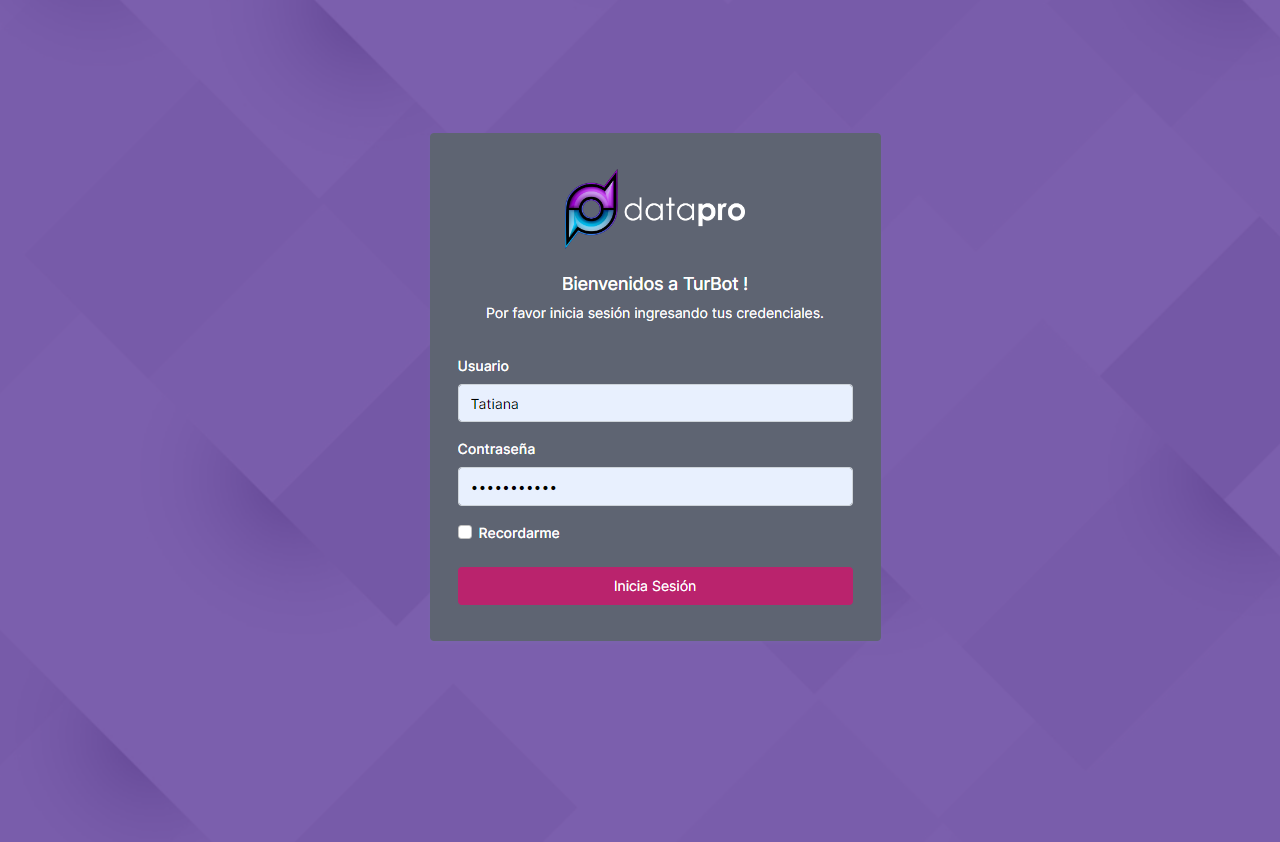 datapro
Bienvenidos a TurBot !
Por favor inicia sesión ingresando tus credenciales.
Usuario
Tatiana
Contraseña
•••••••••••
Recordarme
Inicia Sesión